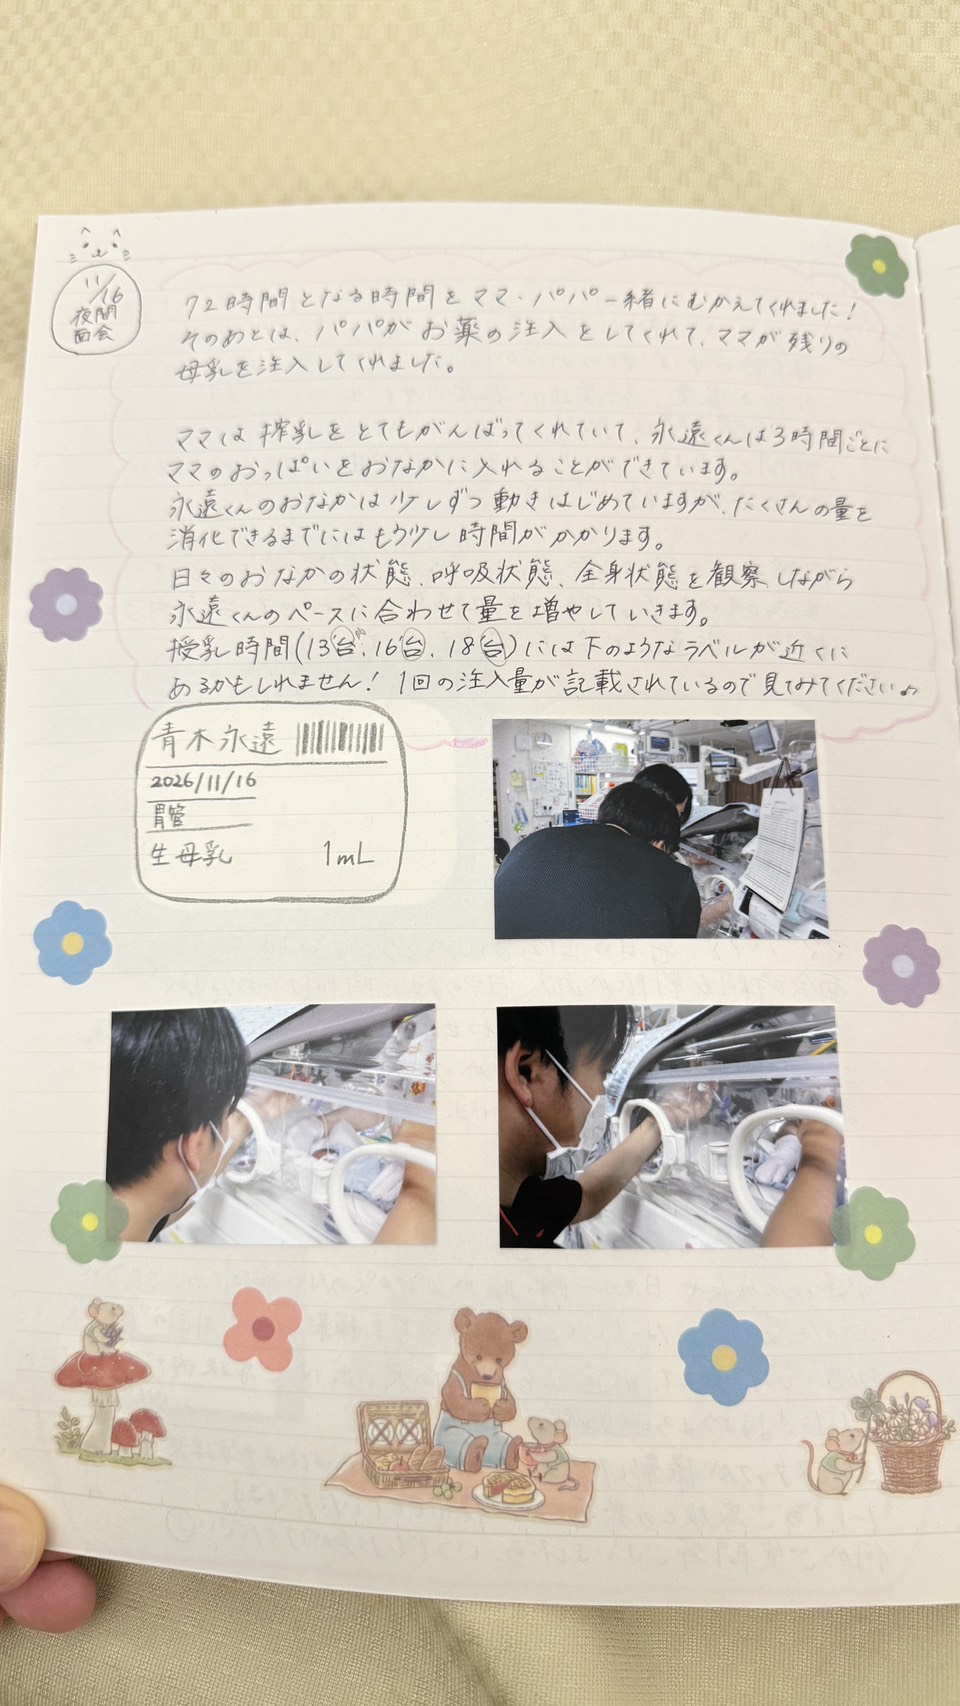 11/16
夜間
面会
72時間となる時間をママ・パパ一緒にむかえてくれました!
そのあとは、パパがお薬の注入をしてくれて、ママが残りの
母乳を注入してくれました。
ママは搾乳をとてもがんばってくれていて、永遠くんは3時間ごとに
ママのおっぱいをおなかに入れることができています。
永遠くんのおなかは少しずつ動きはじめていますが、たくさんの量を
消化できるまでにはもう少し時間がかかります。
日々のおなかの状態、呼吸状態、全身状態を観察しながら
永遠くんのペースに合わせて量を増やしていきます。
授乳時間(13台、16台、18台)には下のようなラベルが近くに
あるかもしれません! 1回の注入量が記載されているので見てみてください♪
青木永遠
2026/11/16
胃管
生母乳 1mL